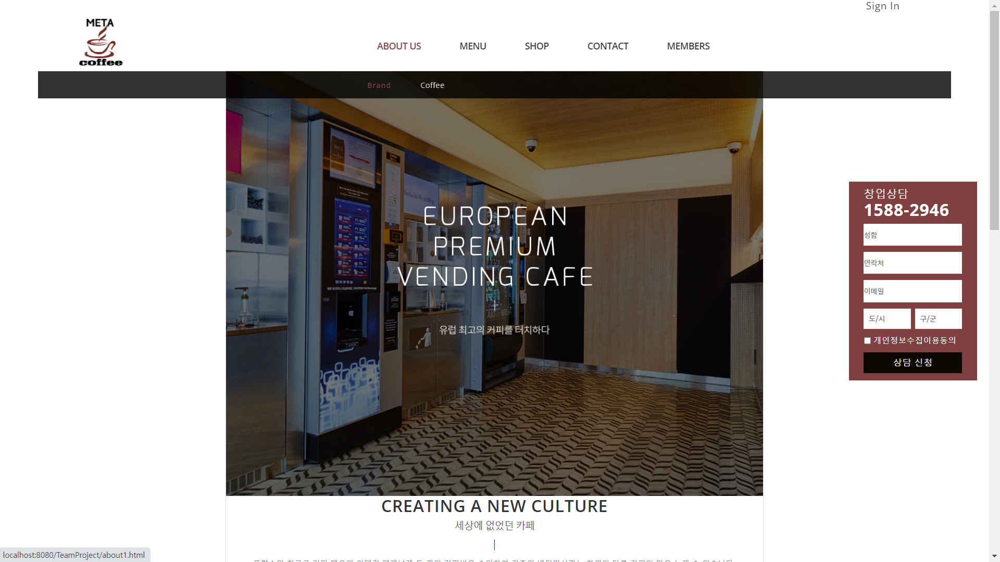 Sign In
META
coffee
ABOUT US MENU SHOP CONTACT MEMBERS
Brand Coffee
Medium Roasting
EUROPEAN
PREMIUM
VENDING CAFE
유럽 최고의 커피를 터치하다
창업상담
1588-2946
성함
연락처
이메일
도/시 구/군
개인정보수집이용동의
상담 신청
CREATING A NEW CULTURE
세상에 없었던 카페
localhost:8080/TeamProject/about1.html